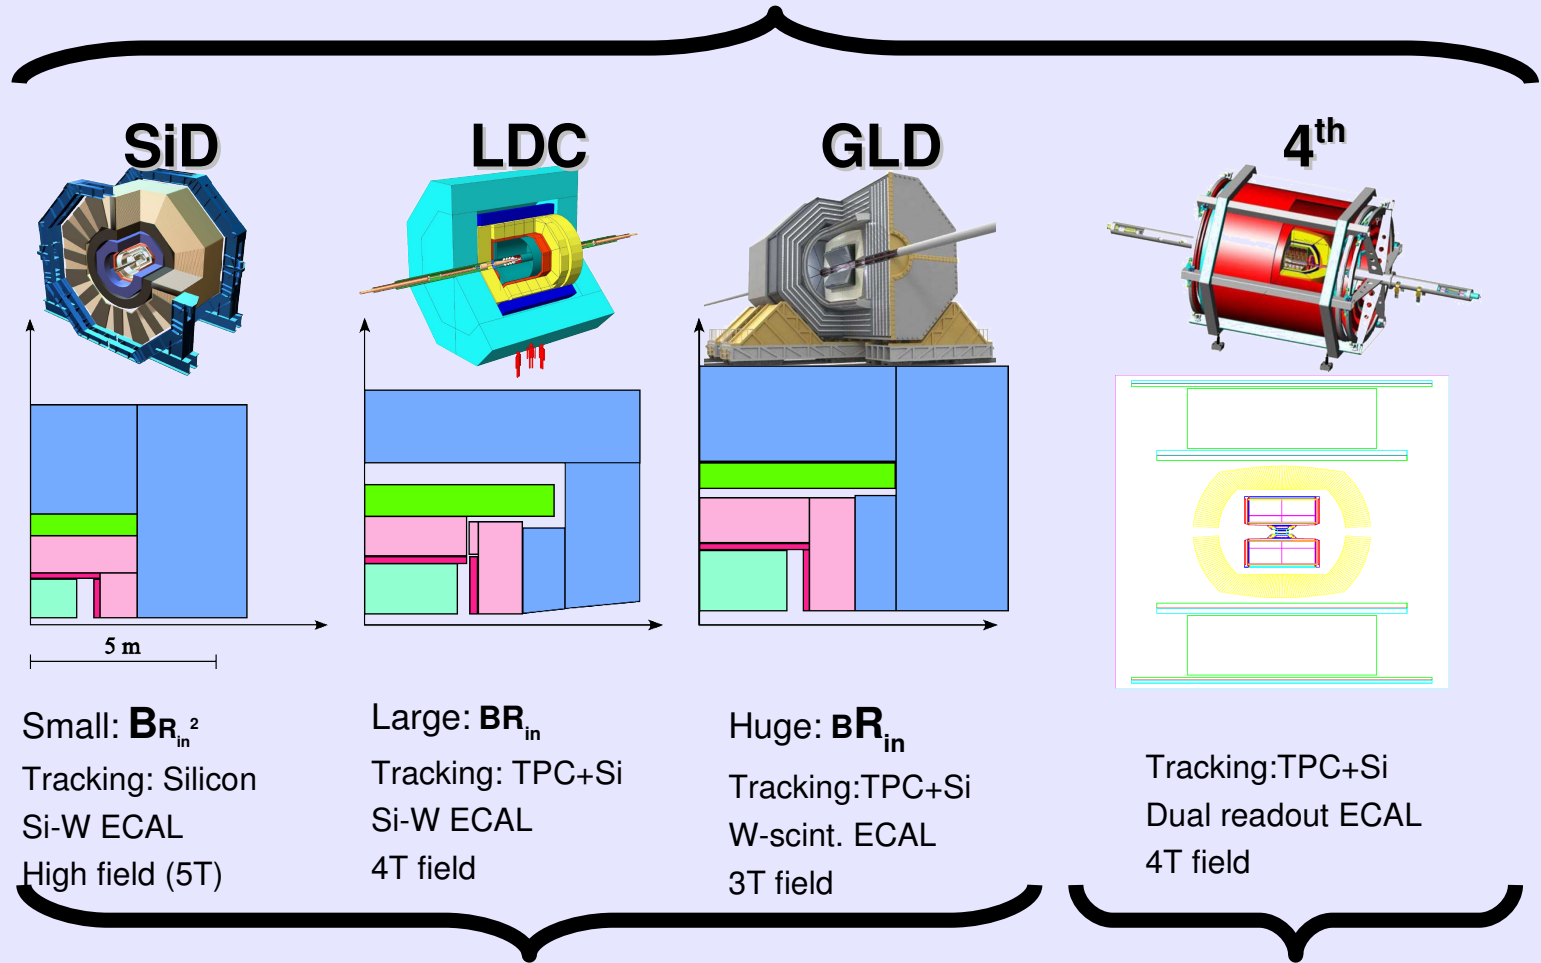 SiD
LDC
GLD
4th
5 m
Small: BRin²
Tracking: Silicon
Si-W ECAL
High field (5T)
Large: BRin
Tracking: TPC+Si
Si-W ECAL
4T field
Huge: BRin
Tracking:TPC+Si
W-scint. ECAL
3T field
Tracking:TPC+Si
Dual readout ECAL
4T field